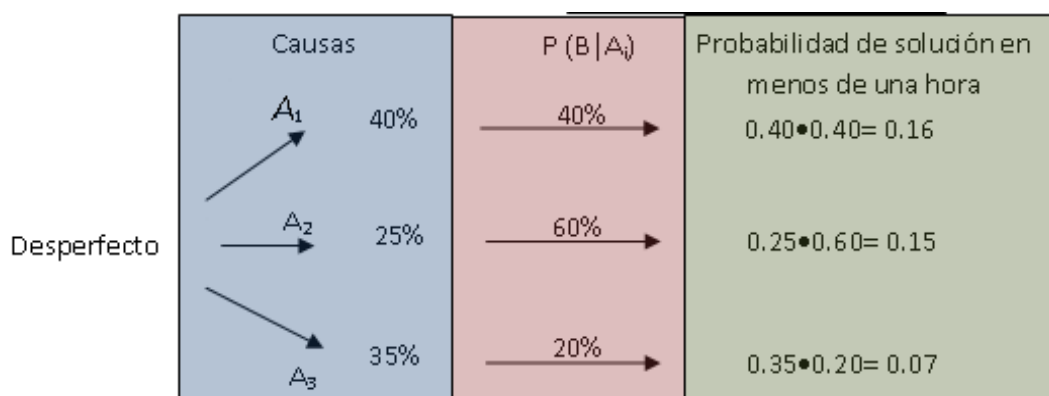 Causas P (B|Aᵢ) Probabilidad de solución en
menos de una hora
A₁ 40% 40% 0.40•0.40= 0.16
Desperfecto A₂ 25% 60% 0.25•0.60= 0.15
A₃ 35% 20% 0.35•0.20= 0.07